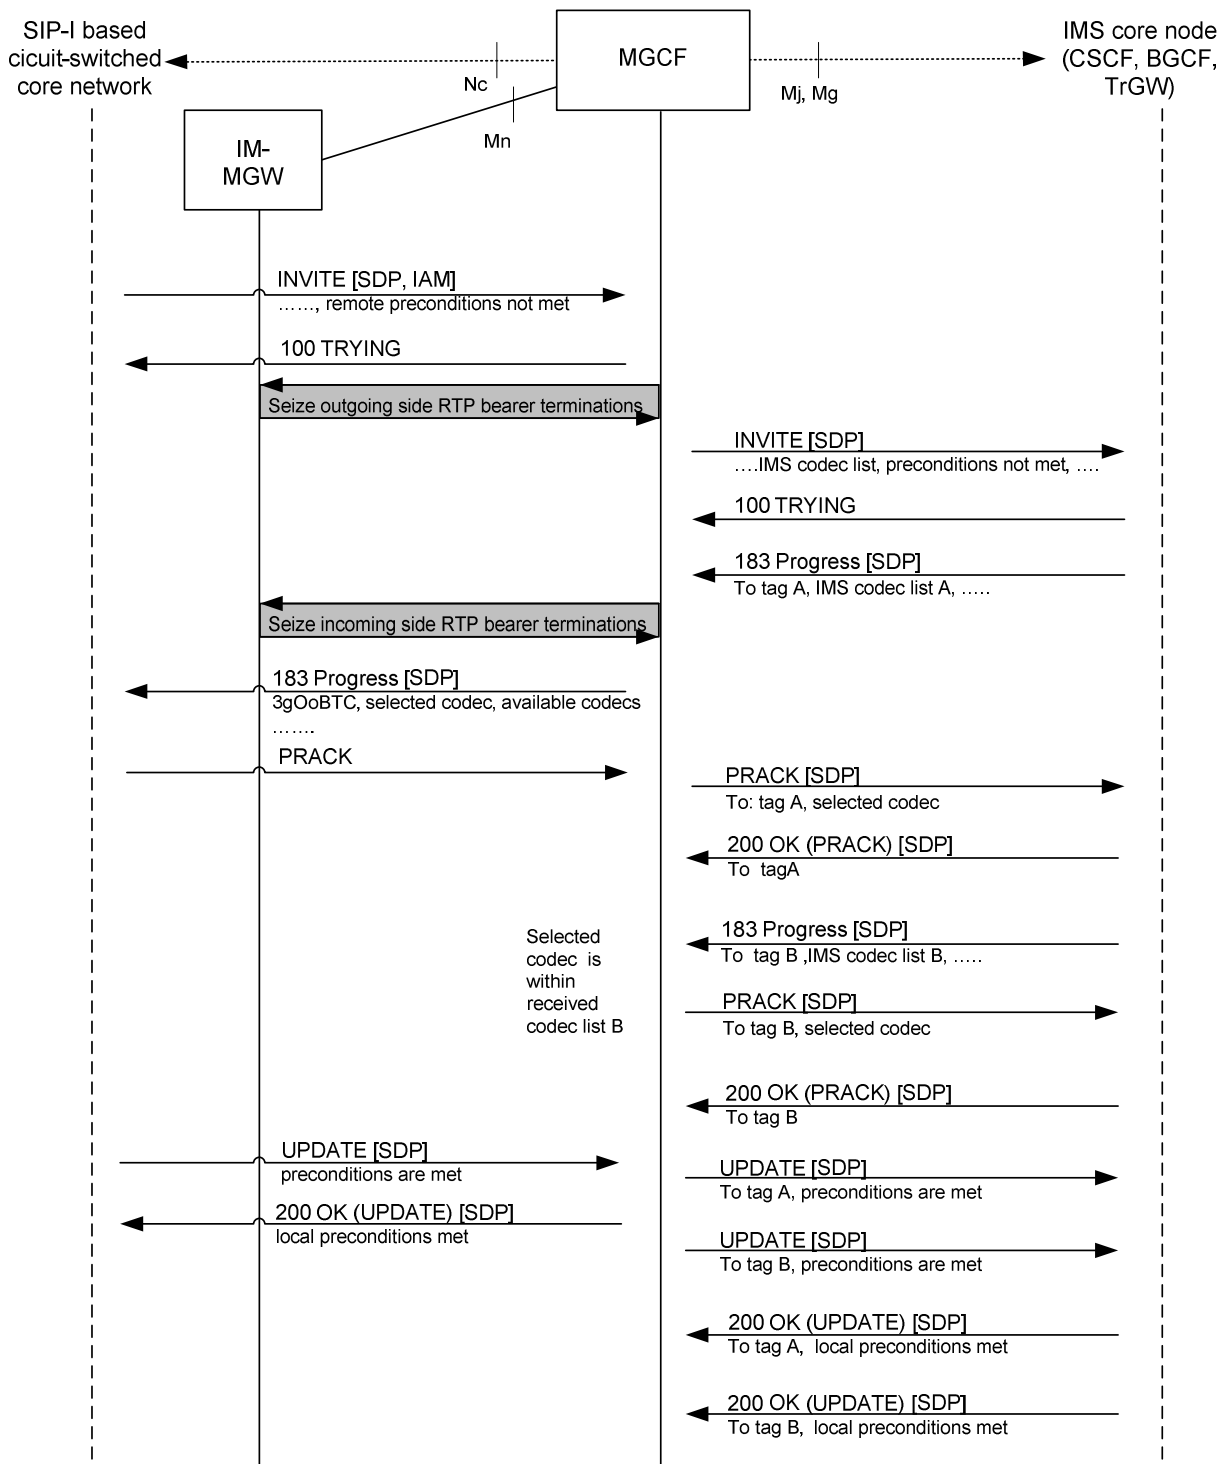 SIP-I based
cicuit-switched
core network
MGCF
IMS core node
(CSCF, BGCF,
TrGW)
Nc
Mj, Mg
Mn
IM-
MGW
INVITE [SDP, IAM]
……, remote preconditions not met
100 TRYING
Seize outgoing side RTP bearer terminations
INVITE [SDP]
….IMS codec list, preconditions not met, ….
100 TRYING
183 Progress [SDP]
To tag A, IMS codec list A, …..
Seize incoming side RTP bearer terminations
183 Progress [SDP]
3gOoBTC, selected codec, available codecs
…….
PRACK
PRACK [SDP]
To: tag A, selected codec
200 OK (PRACK) [SDP]
To tagA
183 Progress [SDP]
To tag B ,IMS codec list B, …..
Selected
codec is
within
received
codec list B
PRACK [SDP]
To tag B, selected codec
200 OK (PRACK) [SDP]
To tag B
UPDATE [SDP]
preconditions are met
UPDATE [SDP]
To tag A, preconditions are met
200 OK (UPDATE) [SDP]
local preconditions met
UPDATE [SDP]
To tag B, preconditions are met
200 OK (UPDATE) [SDP]
To tag A, local preconditions met
200 OK (UPDATE) [SDP]
To tag B, local preconditions met